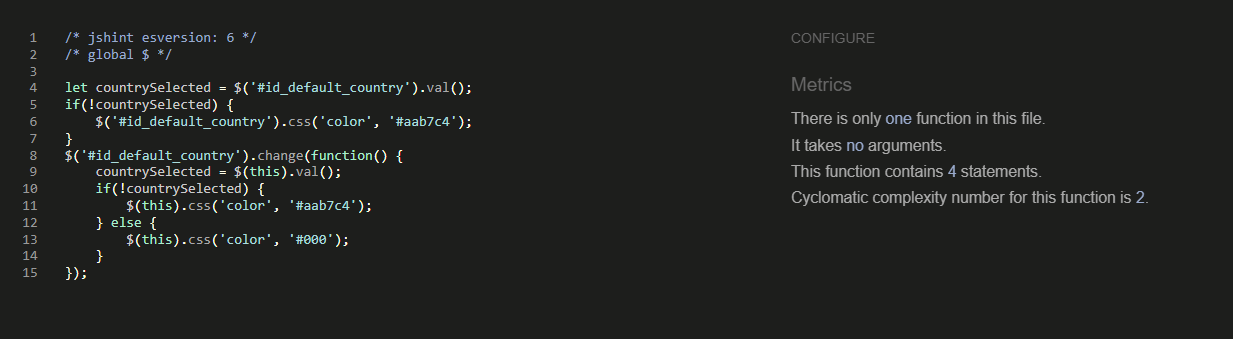 1 /* jshint esversion: 6 */
2 /* global $ */
3
4 let countrySelected = $('#id_default_country').val();
5 if(!countrySelected) {
6     $('#id_default_country').css('color', '#aab7c4');
7 }
8 $('#id_default_country').change(function() {
9     countrySelected = $(this).val();
10     if(!countrySelected) {
11         $(this).css('color', '#aab7c4');
12     } else {
13         $(this).css('color', '#000');
14     }
15 });
CONFIGURE
Metrics
There is only one function in this file.
It takes no arguments.
This function contains 4 statements.
Cyclomatic complexity number for this function is 2.